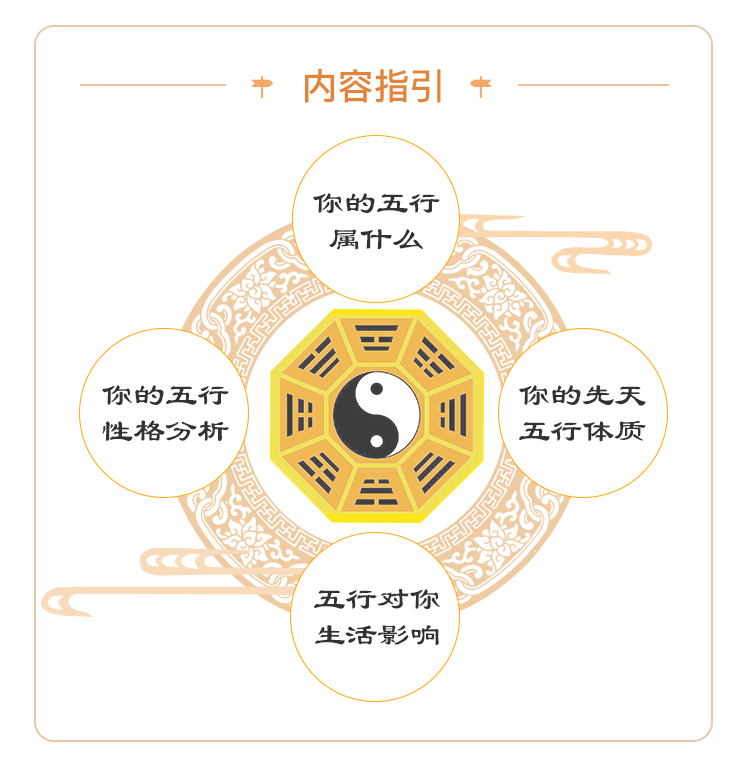 内容指引
你的五行
属什么
你的五行
性格分析
你的先天
五行体质
五行对你
生活影响